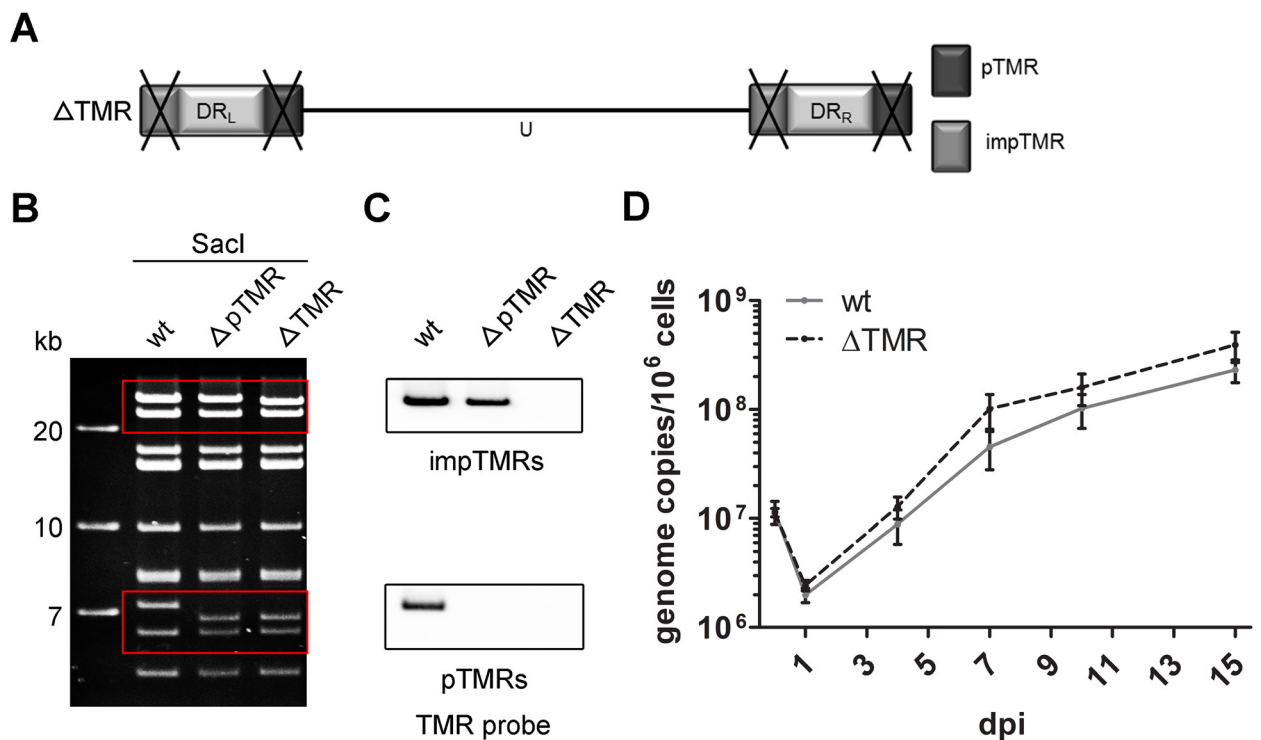 A
ΔTMR
DRL
U
DRR
pTMR
impTMR
B
SacI
wt
ΔpTMR
ΔTMR
kb
20
10
7
C
wt
ΔpTMR
ΔTMR
impTMRs
pTMRs
TMR probe
D
genome copies/10^6 cells
10^9
10^8
10^7
10^6
wt
ΔTMR
1
3
5
7
9
11
13
15
dpi